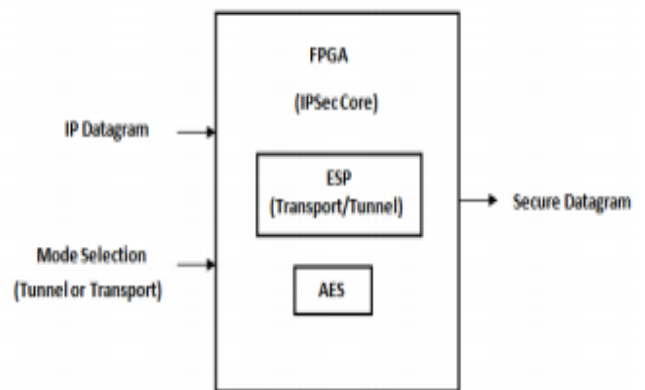 FPGA
(IPSec Core)
IP Datagram
ESP
(Transport/Tunnel)
Secure Datagram
Mode Selection
(Tunnel or Transport)
AES